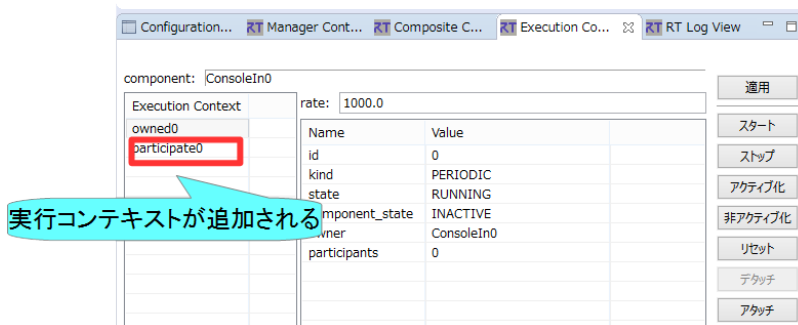 Configuration...
RT Manager Cont...
RT Composite C...
RT Execution Co...
RT RT Log View
component: ConsoleIn0
適用
Execution Context
rate: 1000.0
owned0
participate0
Name Value
id 0
kind PERIODIC
state RUNNING
component_state INACTIVE
owner ConsoleIn0
participants 0
実行コンテキストが追加される
スタート
ストップ
アクティブ化
非アクティブ化
リセット
デタッチ
アタッチ